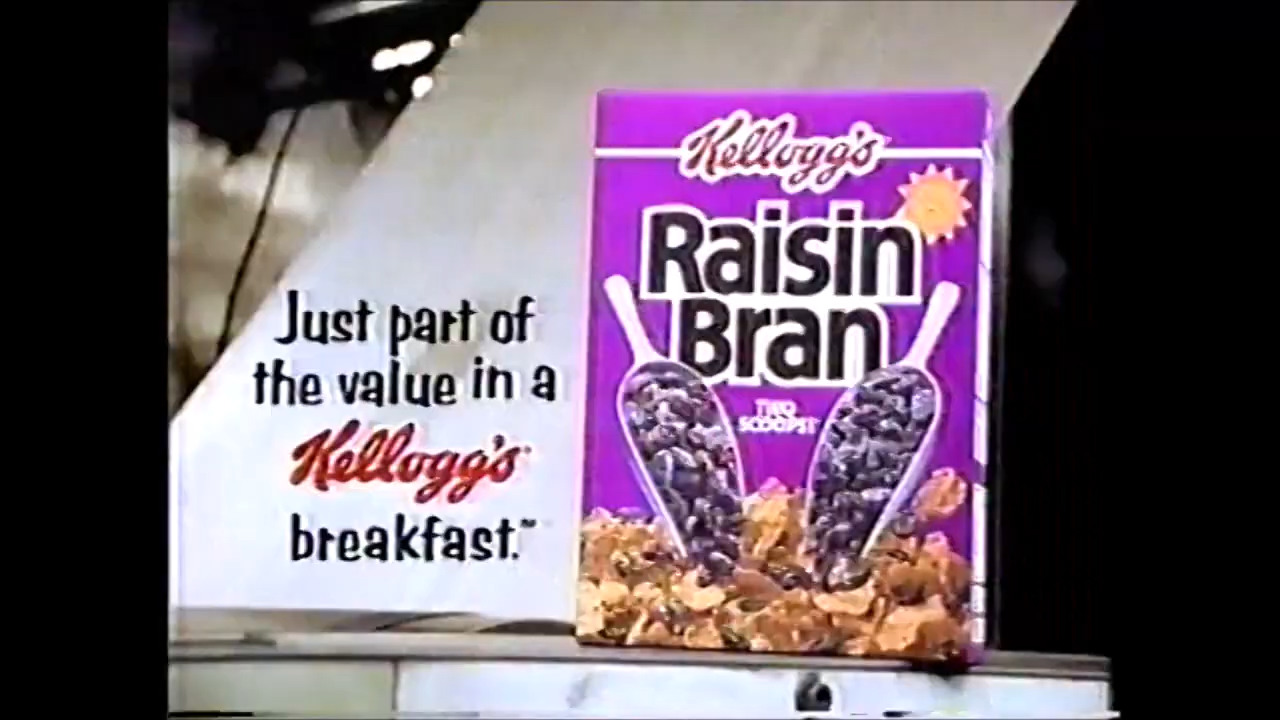 Just part of
the value in a
Kellogg's
breakfast.™
Kellogg's
Raisin
Bran
TWO
SCOOPS!